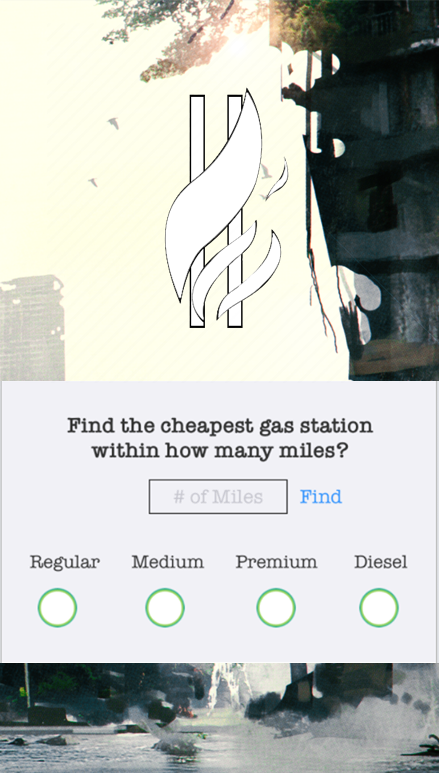 Find the cheapest gas station
within how many miles?
# of Miles Find
Regular Medium Premium Diesel